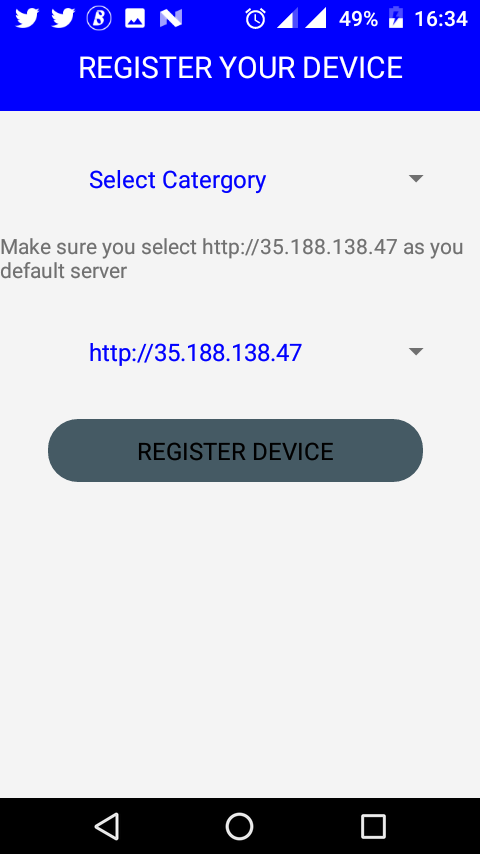 49% 16:34
REGISTER YOUR DEVICE
Select Catergory
Make sure you select http://35.188.138.47 as you
default server
http://35.188.138.47
REGISTER DEVICE